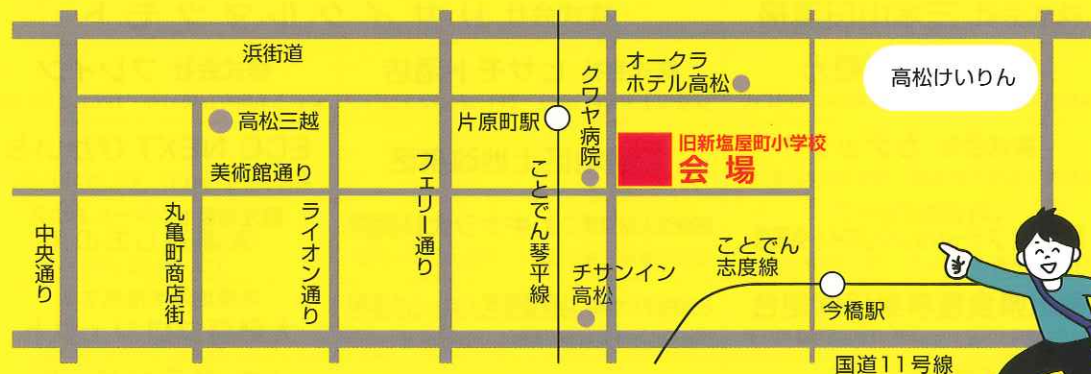 浜街道
オークラ
ホテル高松
高松けいりん
クワヤ病院
高松三越
片原町駅
旧新塩屋町小学校
会場
美術館通り
フェリー通り
ことでん琴平線
丸亀町商店街
ライオン通り
中央通り
ことでん
志度線
チサンイン
高松
今橋駅
国道11号線